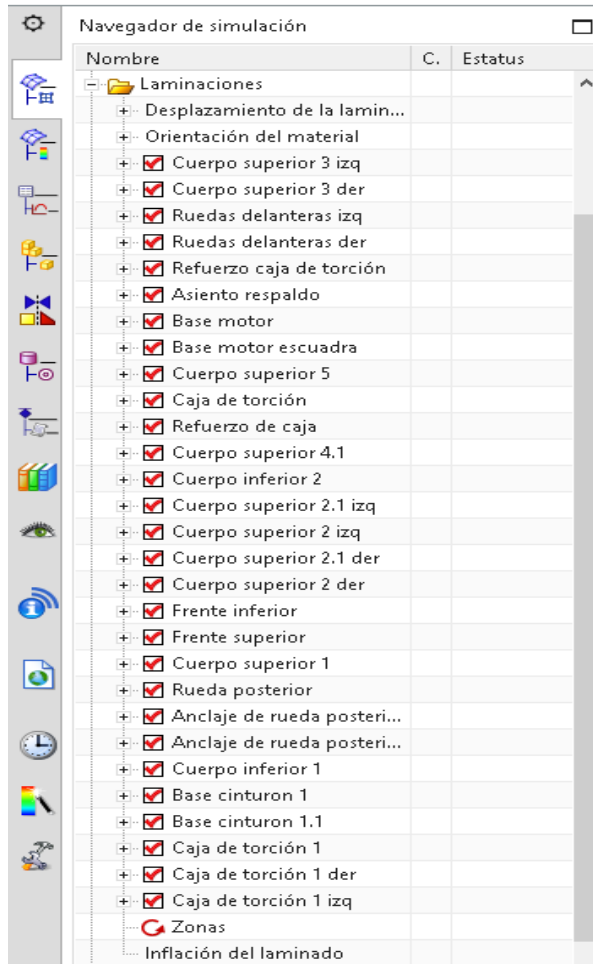 Navegador de simulación
Nombre C. Estatus
Laminaciones
Desplazamiento de la lamin...
Orientación del material
Cuerpo superior 3 izq
Cuerpo superior 3 der
Ruedas delanteras izq
Ruedas delanteras der
Refuerzo caja de torción
Asiento respaldo
Base motor
Base motor escuadra
Cuerpo superior 5
Caja de torción
Refuerzo de caja
Cuerpo superior 4.1
Cuerpo inferior 2
Cuerpo superior 2.1 izq
Cuerpo superior 2 izq
Cuerpo superior 2.1 der
Cuerpo superior 2 der
Frente inferior
Frente superior
Cuerpo superior 1
Rueda posterior
Anclaje de rueda posteri...
Anclaje de rueda posteri...
Cuerpo inferior 1
Base cinturon 1
Base cinturon 1.1
Caja de torción 1
Caja de torción 1 der
Caja de torción 1 izq
Zonas
Inflación del laminado